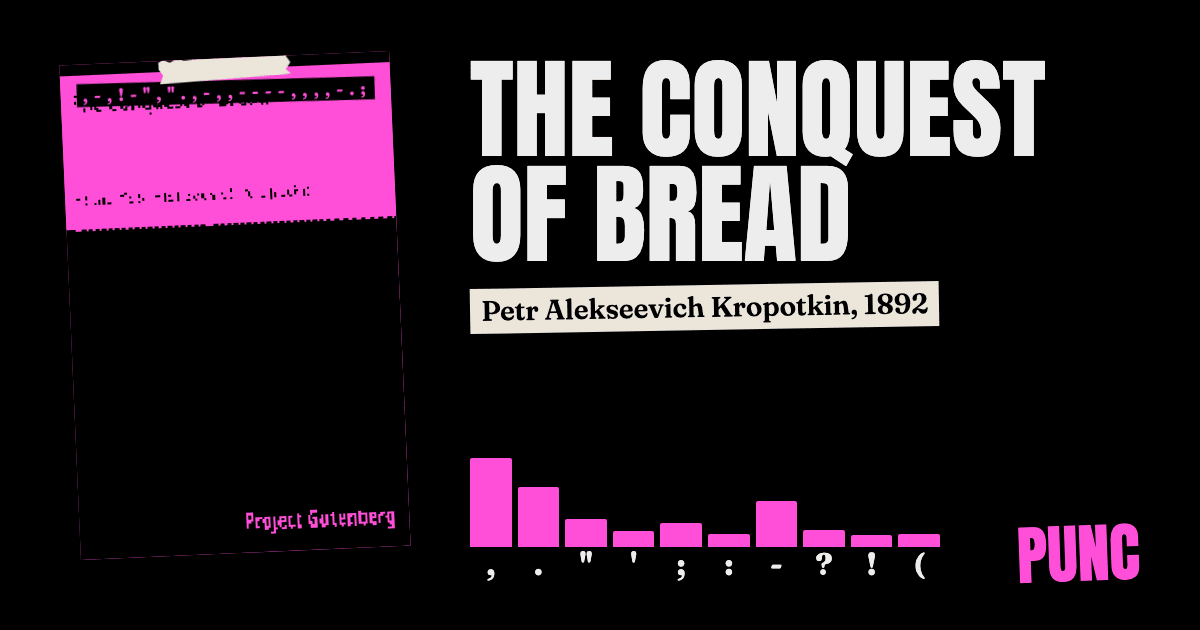 ,-,!-",".,-,,----,,,,-.;
Project Gutenberg
THE CONQUEST
OF BREAD
Petr Alekseevich Kropotkin, 1892
, . " ' ; : - ? ! (
PUNC